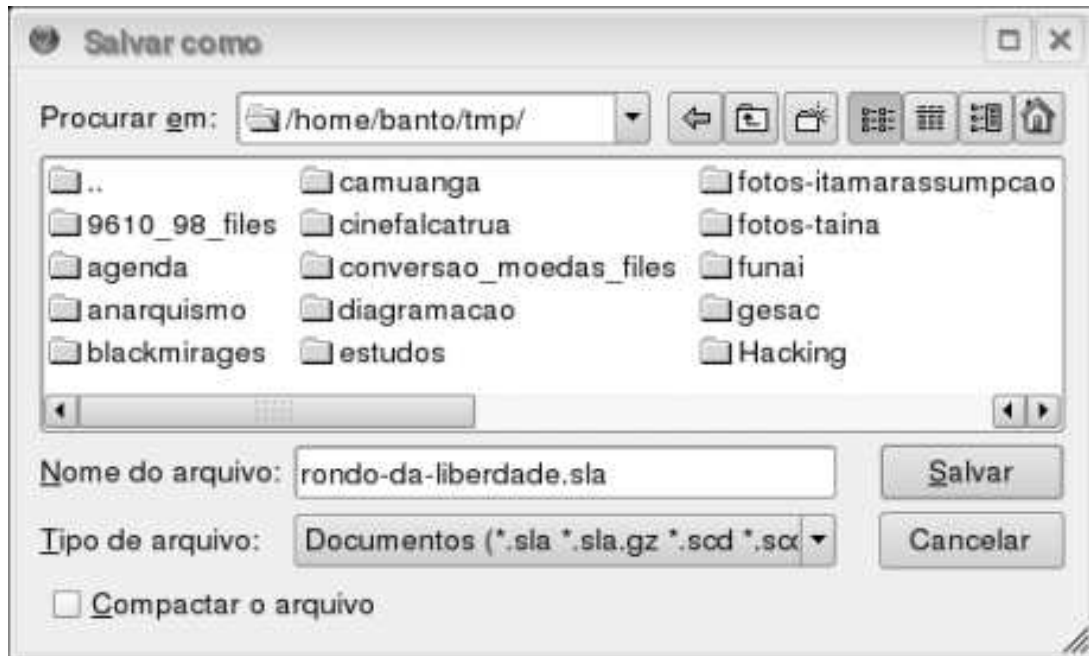 Salvar como
Procurar em: /home/banto/tmp/
.. camuanga fotos-itamarassumpcao
9610_98_files cinefalcatrua fotos-taina
agenda conversao_moedas_files funai
anarquismo diagramacao gesac
blackmirages estudos Hacking
Nome do arquivo: rondo-da-liberdade.sla Salvar
Tipo de arquivo: Documentos (*.sla *.sla.gz *.scd Cancelar
Compactar o arquivo